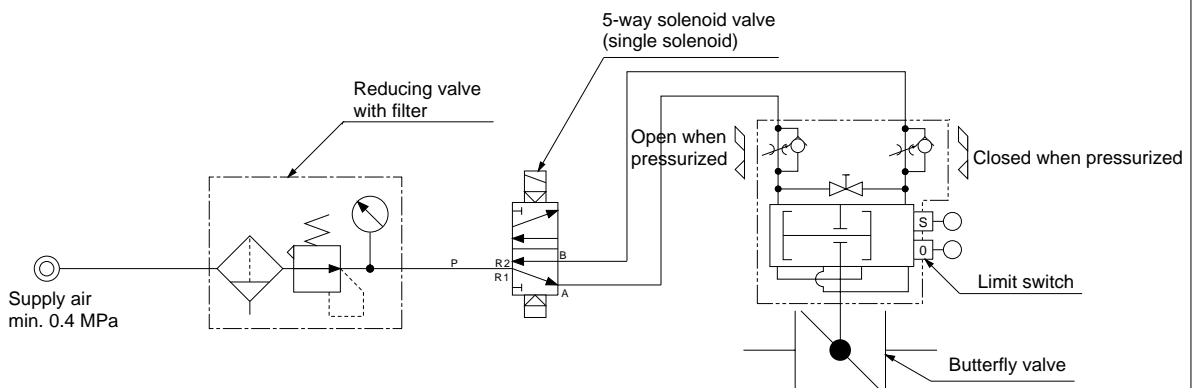 5-way solenoid valve
(single solenoid)
Reducing valve
with filter
Open when
pressurized
Closed when pressurized
S
0
P
R2
R1
B
A
Supply air
min. 0.4 MPa
Limit switch
Butterfly valve